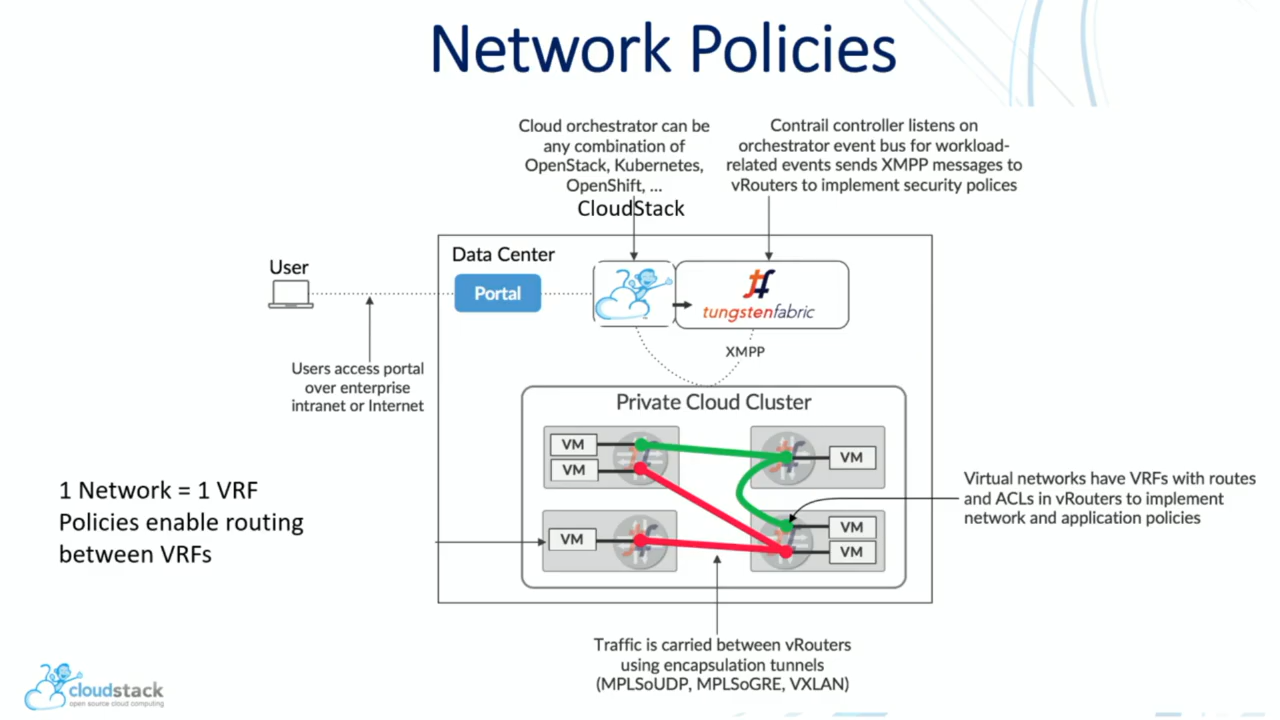 Network Policies
Cloud orchestrator can be
any combination of
OpenStack, Kubernetes,
OpenShift, ...
CloudStack
Contrail controller listens on
orchestrator event bus for workload-
related events sends XMPP messages to
vRouters to implement security polices
User
Data Center
Portal
tungstenfabric
XMPP
Users access portal
over enterprise
intranet or Internet
Private Cloud Cluster
VM
VM
VM
VM
VM
VM
1 Network = 1 VRF
Policies enable routing
between VRFs
Virtual networks have VRFs with routes
and ACLs in vRouters to implement
network and application policies
Traffic is carried between vRouters
using encapsulation tunnels
(MPLSoUDP, MPLSoGRE, VXLAN)
cloudstack
open source cloud computing